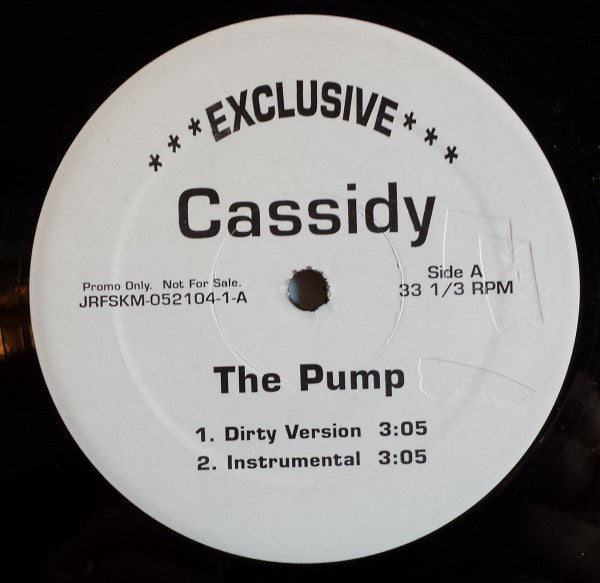 ***EXCLUSIVE***
Cassidy
Promo Only. Not For Sale.
JRFSKM-052104-1-A
Side A
33 1/3 RPM
The Pump
1. Dirty Version 3:05
2. Instrumental 3:05